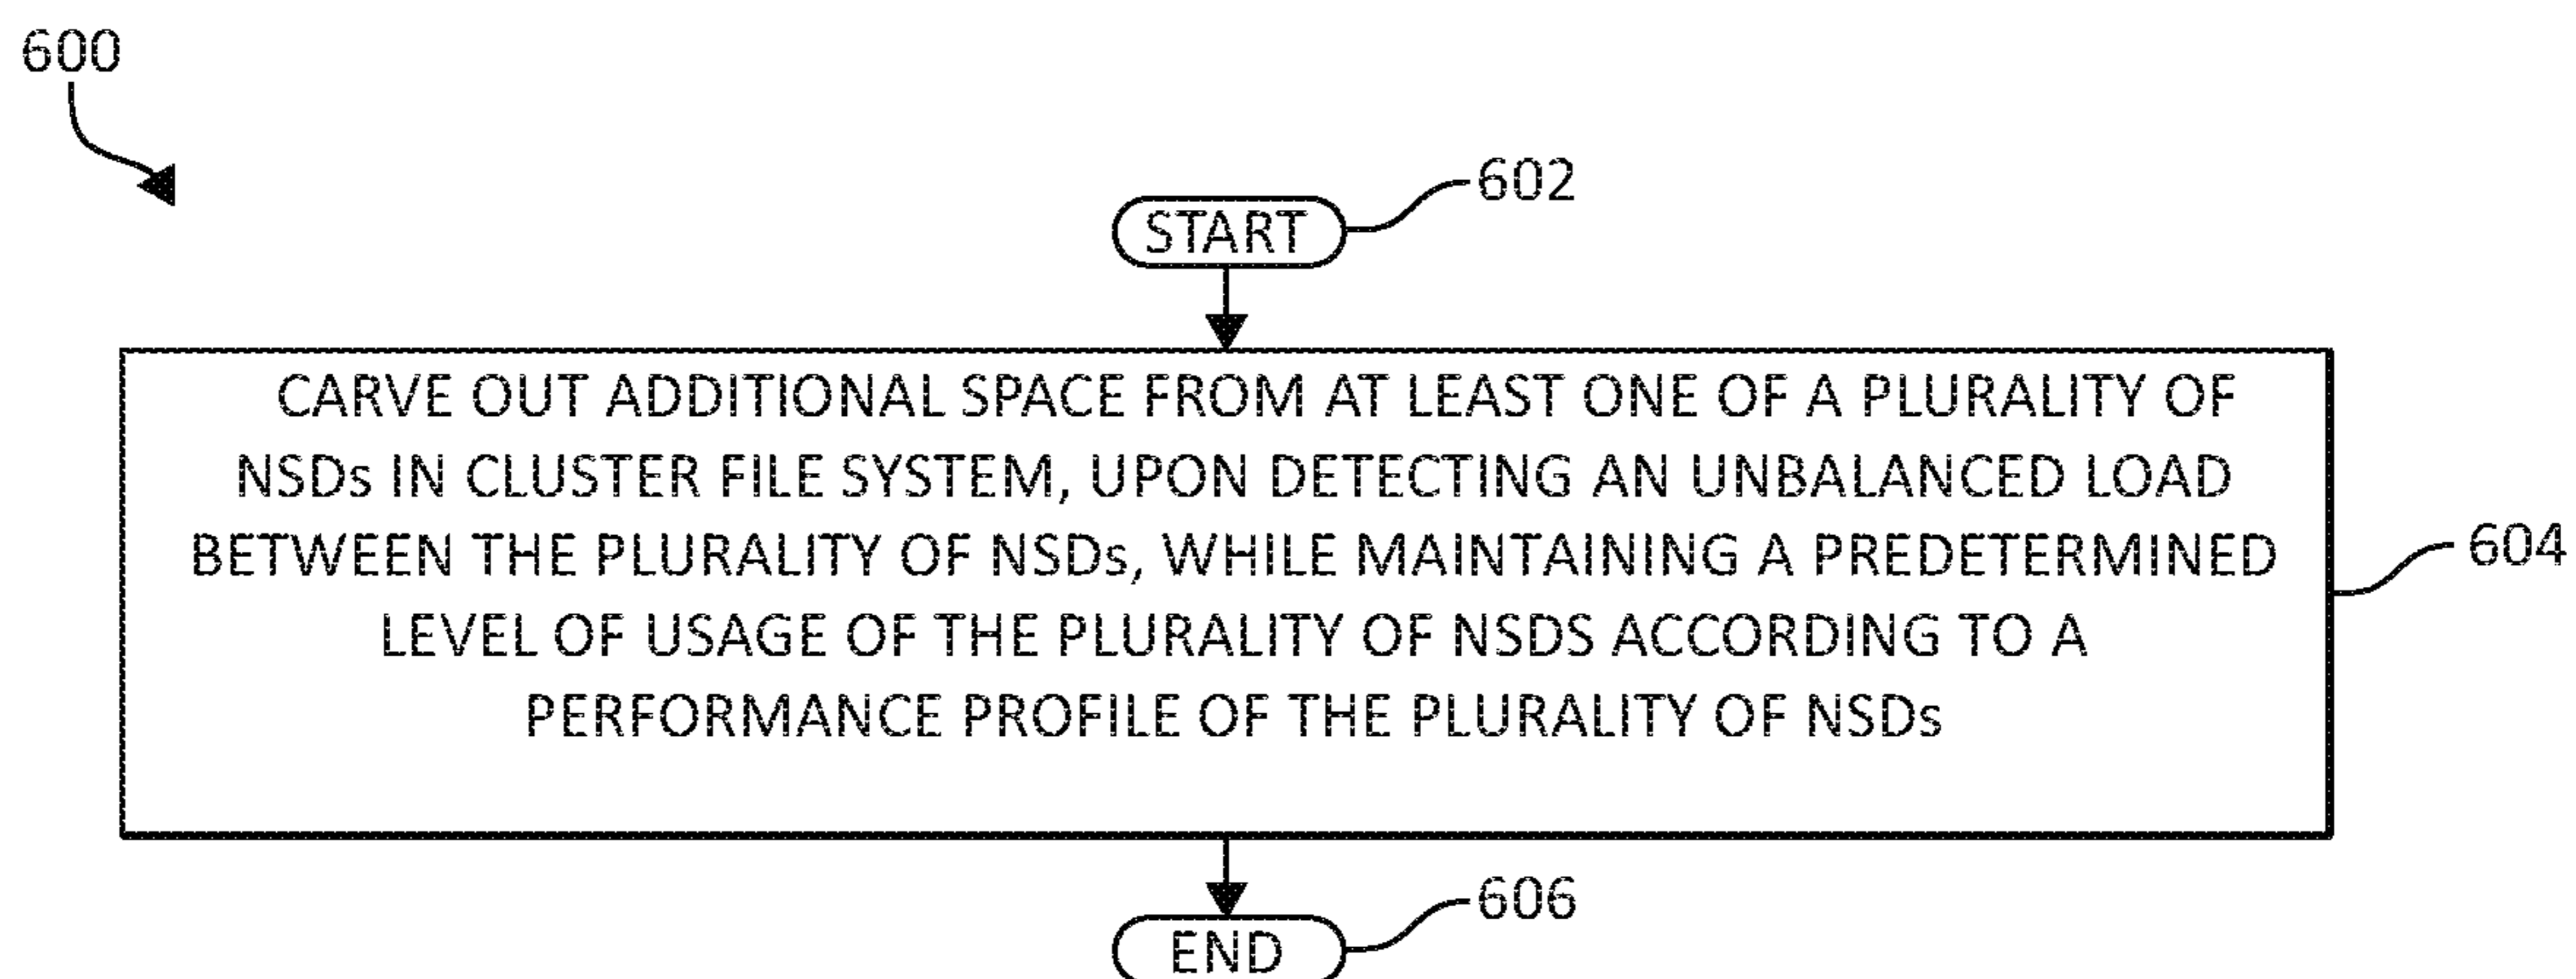 600
602
START
CARVE OUT ADDITIONAL SPACE FROM AT LEAST ONE OF A PLURALITY OF
NSDs IN CLUSTER FILE SYSTEM, UPON DETECTING AN UNBALANCED LOAD
BETWEEN THE PLURALITY OF NSDs, WHILE MAINTAINING A PREDETERMINED
604
LEVEL OF USAGE OF THE PLURALITY OF NSDS ACCORDING TO A
PERFORMANCE PROFILE OF THE PLURALITY OF NSDs
606
END